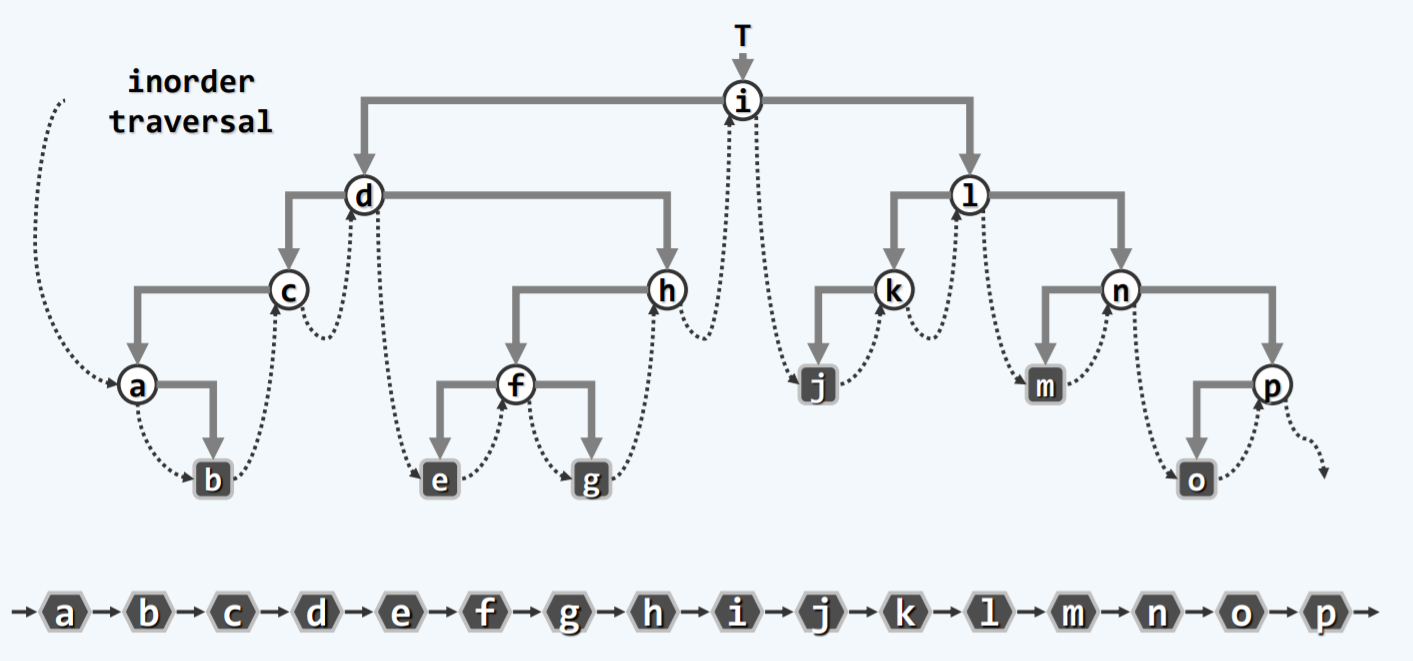 T
inorder
traversal
i
d l
c h k n
a f j m p
b e g o
a b c d e f g h i j k l m n o p